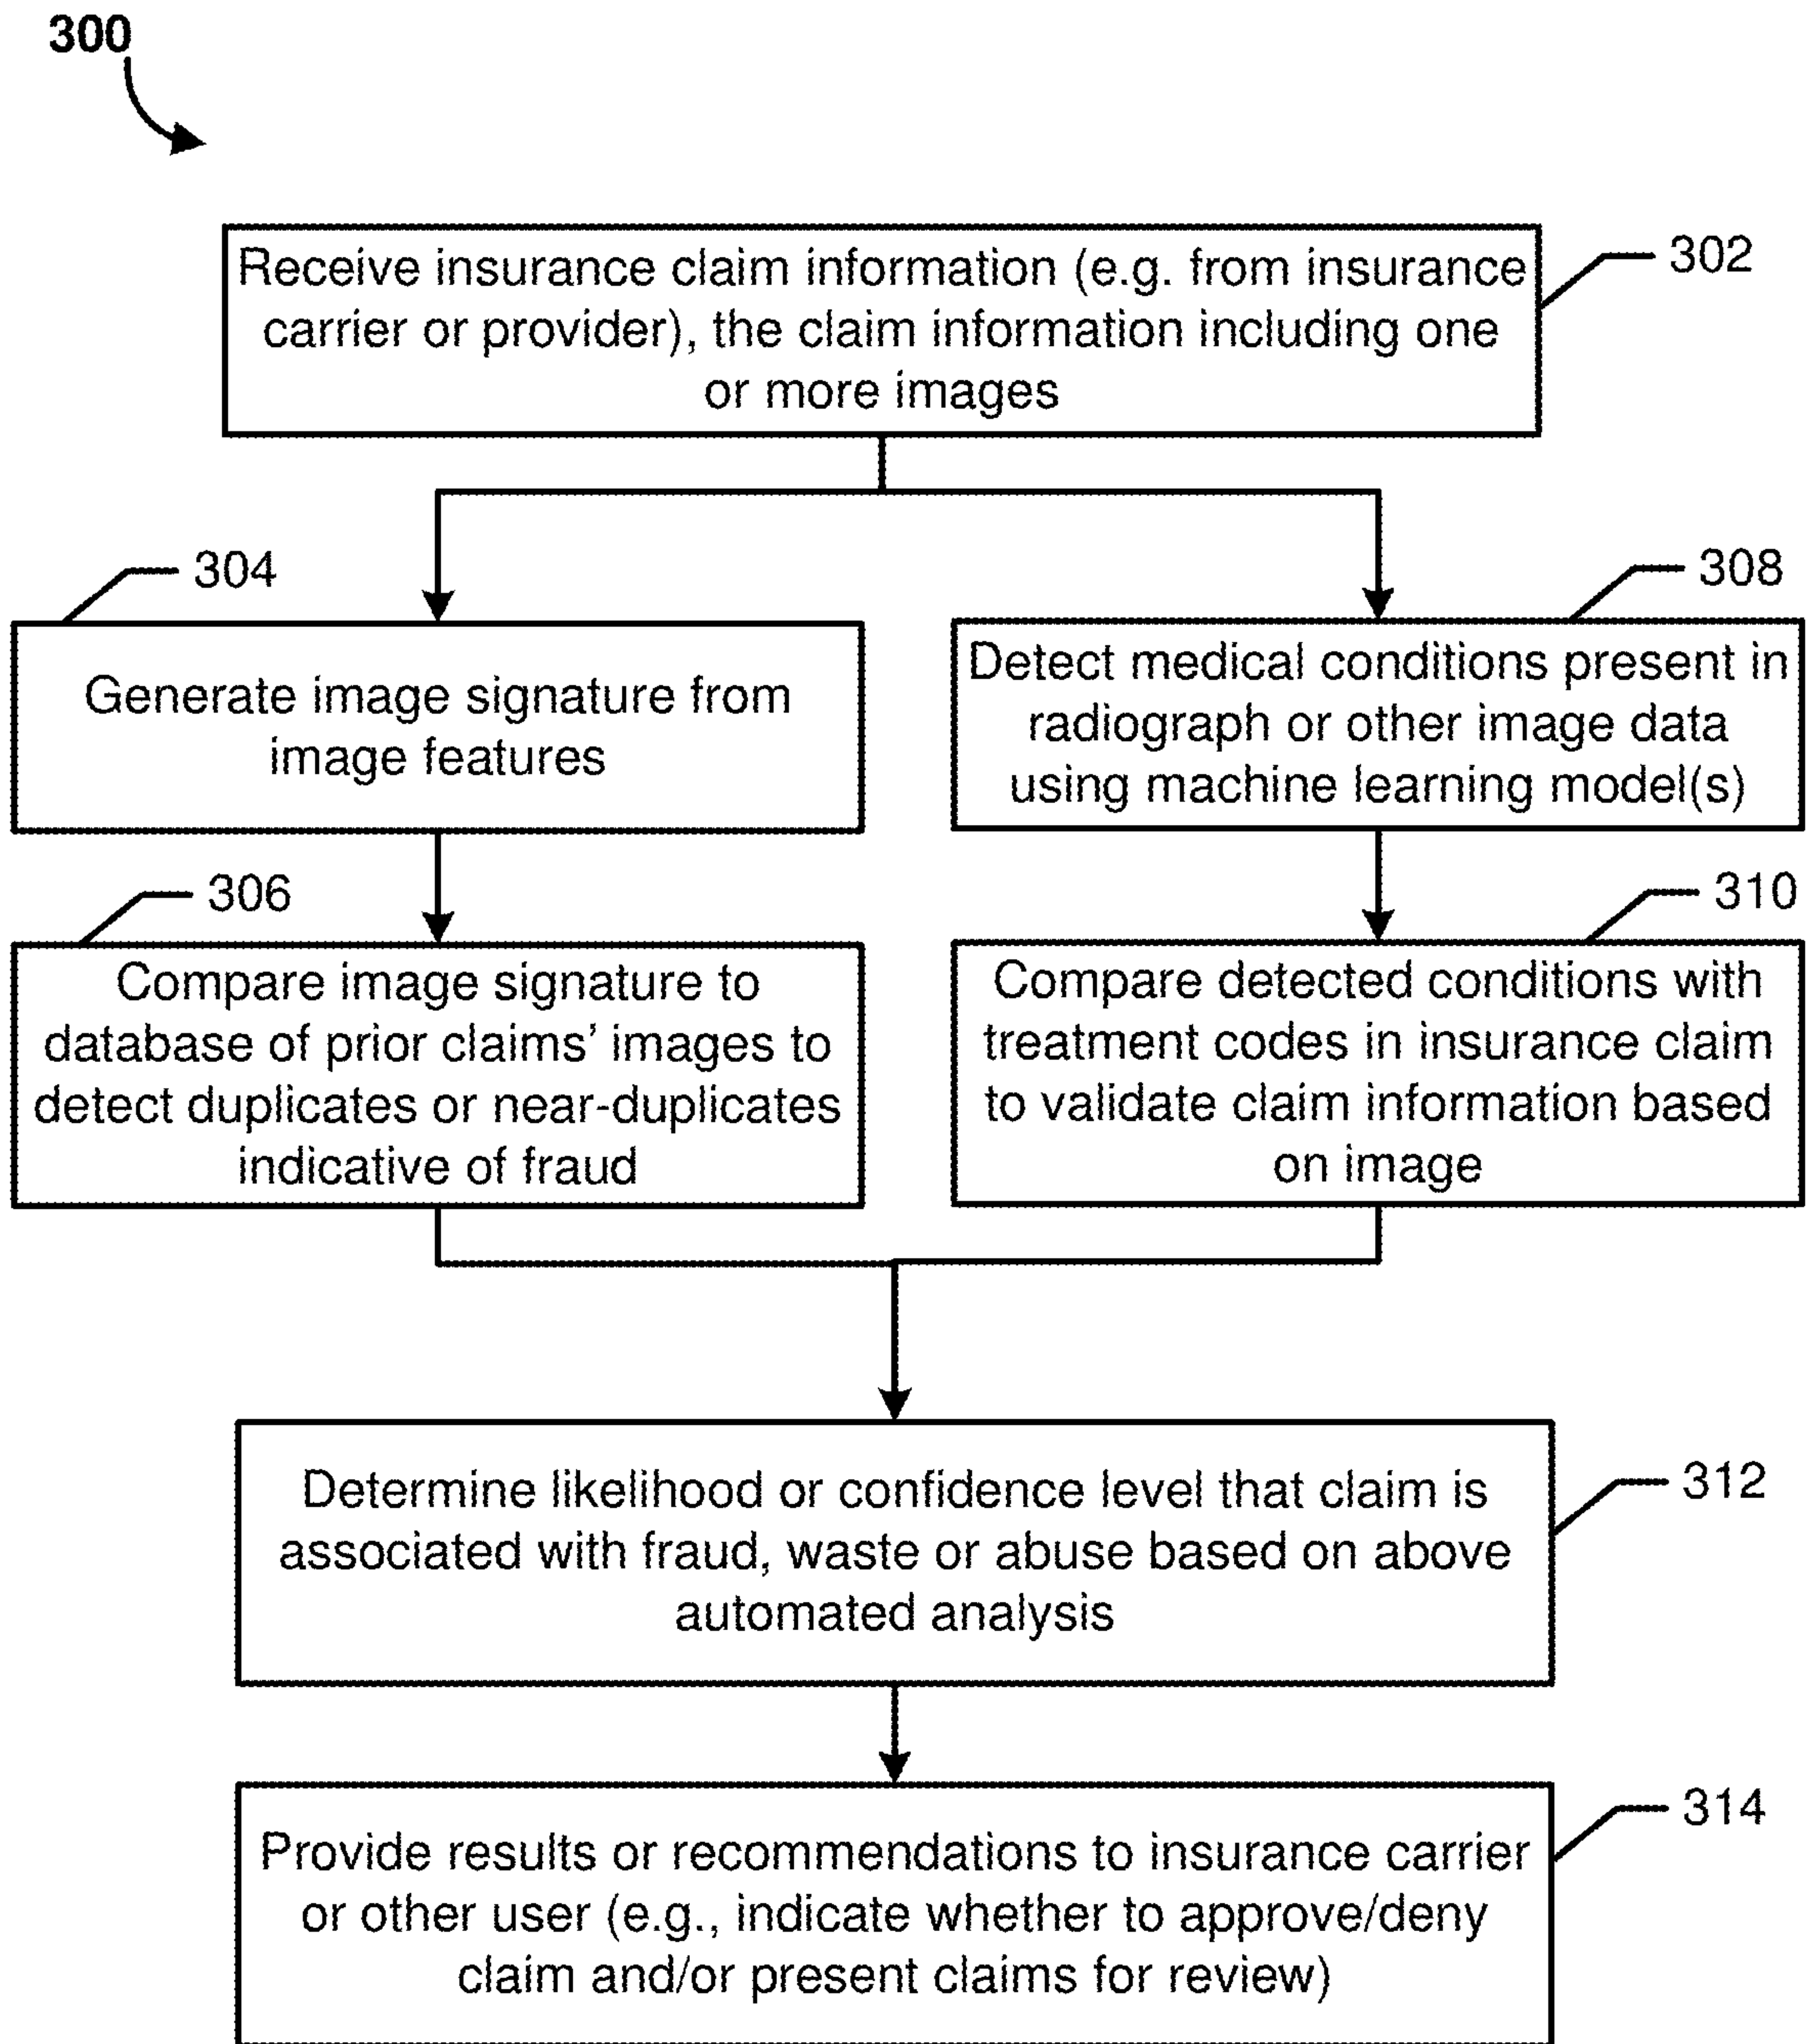 300
Receive insurance claim information (e.g. from insurance
carrier or provider), the claim information including one
or more images
302
304
Generate image signature from
image features
308
Detect medical conditions present in
radiograph or other image data
using machine learning model(s)
306
Compare image signature to
database of prior claims’ images to
detect duplicates or near-duplicates
indicative of fraud
310
Compare detected conditions with
treatment codes in insurance claim
to validate claim information based
on image
Determine likelihood or confidence level that claim is
associated with fraud, waste or abuse based on above
automated analysis
312
Provide results or recommendations to insurance carrier
or other user (e.g., indicate whether to approve/deny
claim and/or present claims for review)
314